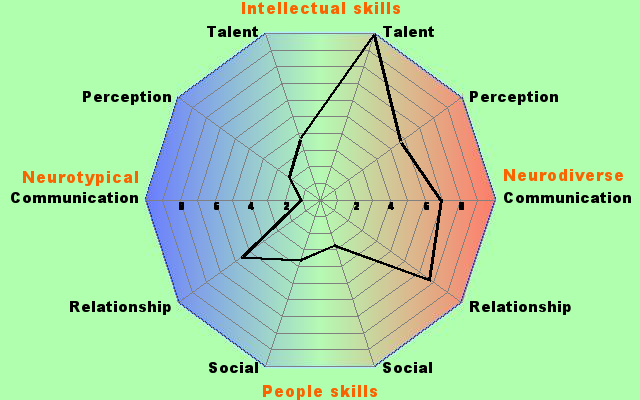 Intellectual skills
Talent Talent
Perception Perception
Neurotypical Neurodiverse
Communication 8 6 4 2 2 4 6 8 Communication
Relationship Relationship
Social Social
People skills